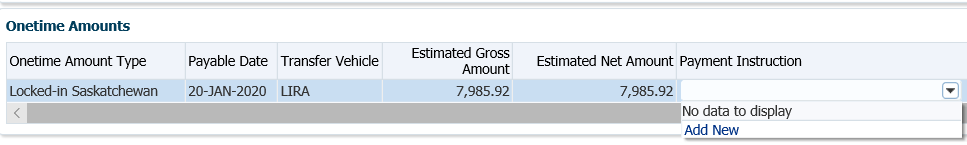 Onetime Amounts
Onetime Amount Type Payable Date Transfer Vehicle Estimated Gross Amount Estimated Net Amount Payment Instruction
Locked-in Saskatchewan 20-JAN-2020 LIRA 7,985.92 7,985.92
No data to display
Add New